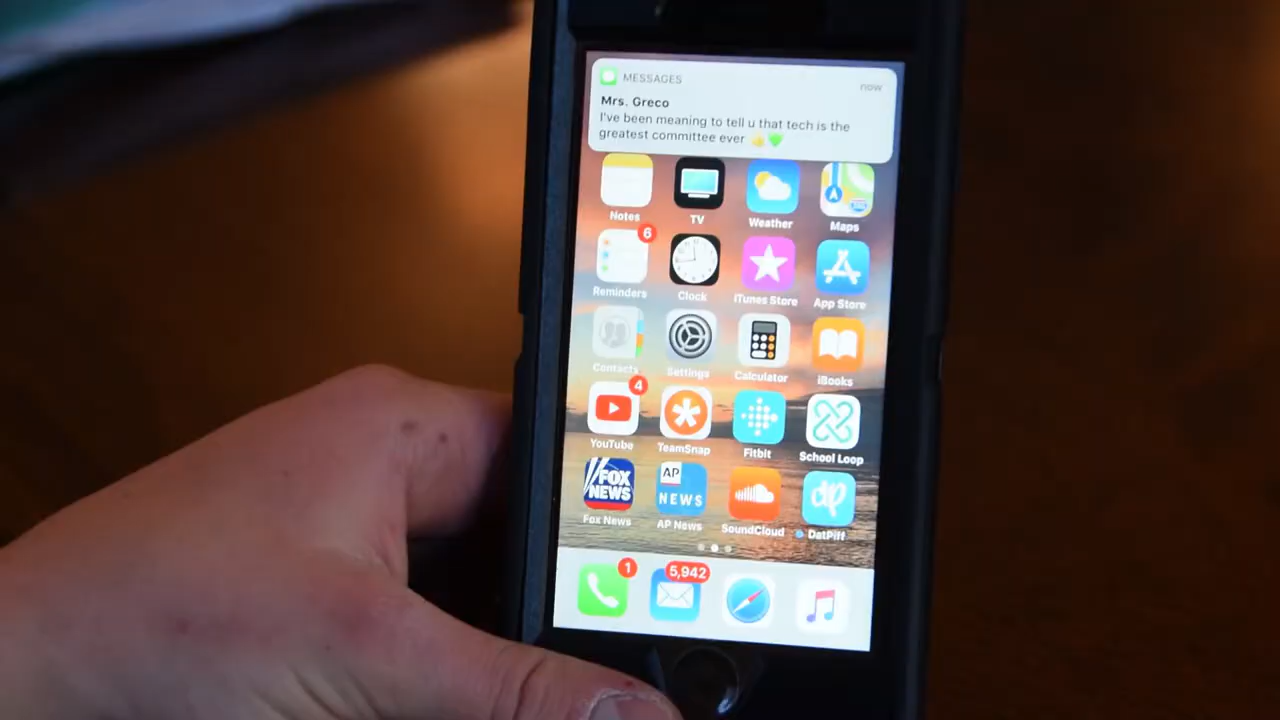 MESSAGES
now
Mrs. Greco
I've been meaning to tell u that tech is the
greatest committee ever 👍💚
Notes
TV
Weather
Maps
6
Reminders
Clock
iTunes Store
App Store
Contacts
Settings
Calculator
iBooks
4
YouTube
TeamSnap
Fitbit
School Loop
FOX
NEWS
AP
NEWS
dp
Fox News
AP News
SoundCloud
DatPiff
1
5,942